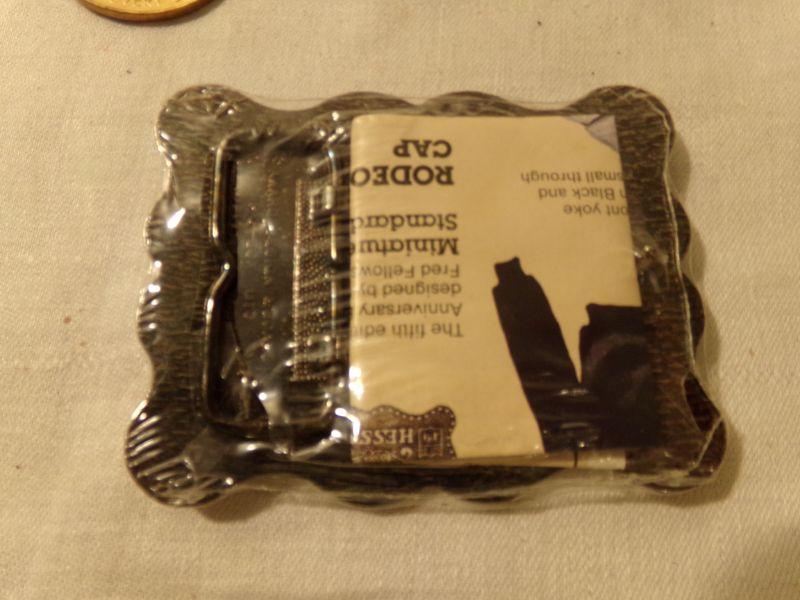 The fifth edi
Anniversary
designed by
Fred Fellow
Miniature
Standard
RODEO
CAP
ont yoke
n Black and
small through
HESS